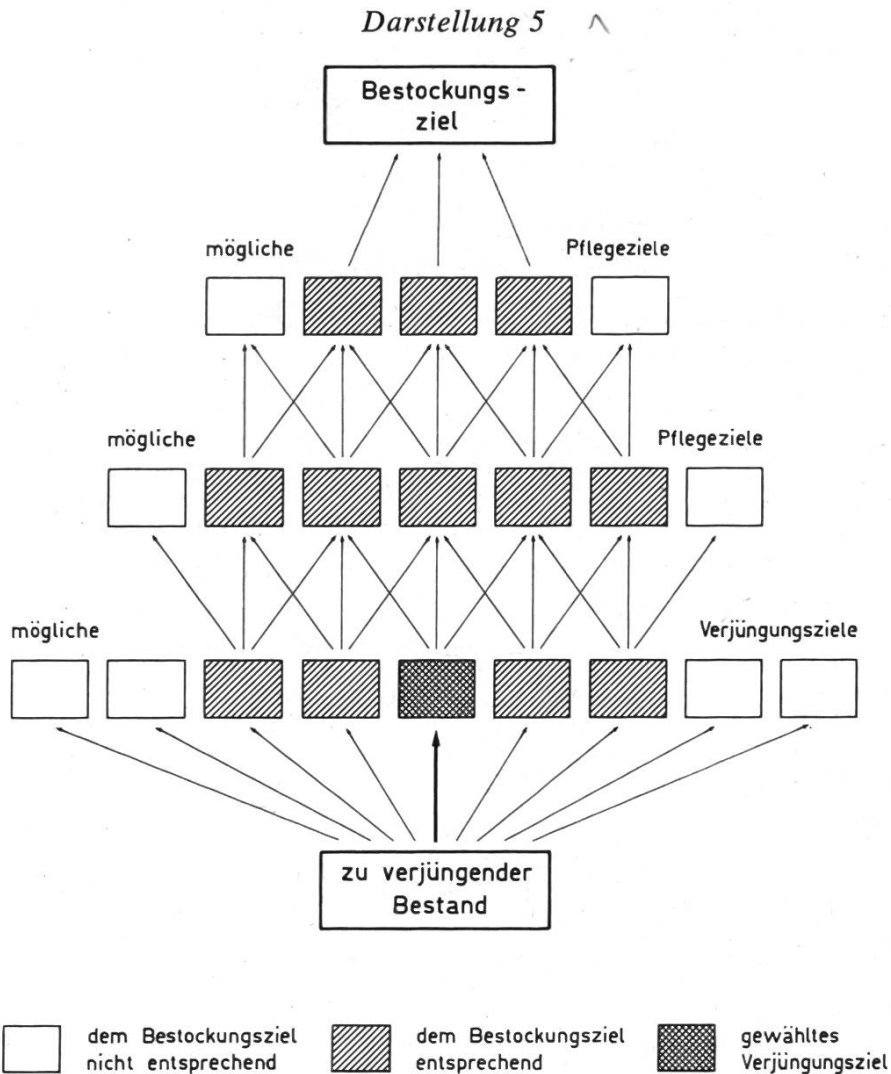 Darstellung 5
Bestockungs-
ziel
mögliche Pflegeziele
mögliche Pflegeziele
mögliche Verjüngungsziele
zu verjüngender
Bestand
dem Bestockungsziel
nicht entsprechend
dem Bestockungsziel
entsprechend
gewähltes
Verjüngungsziel